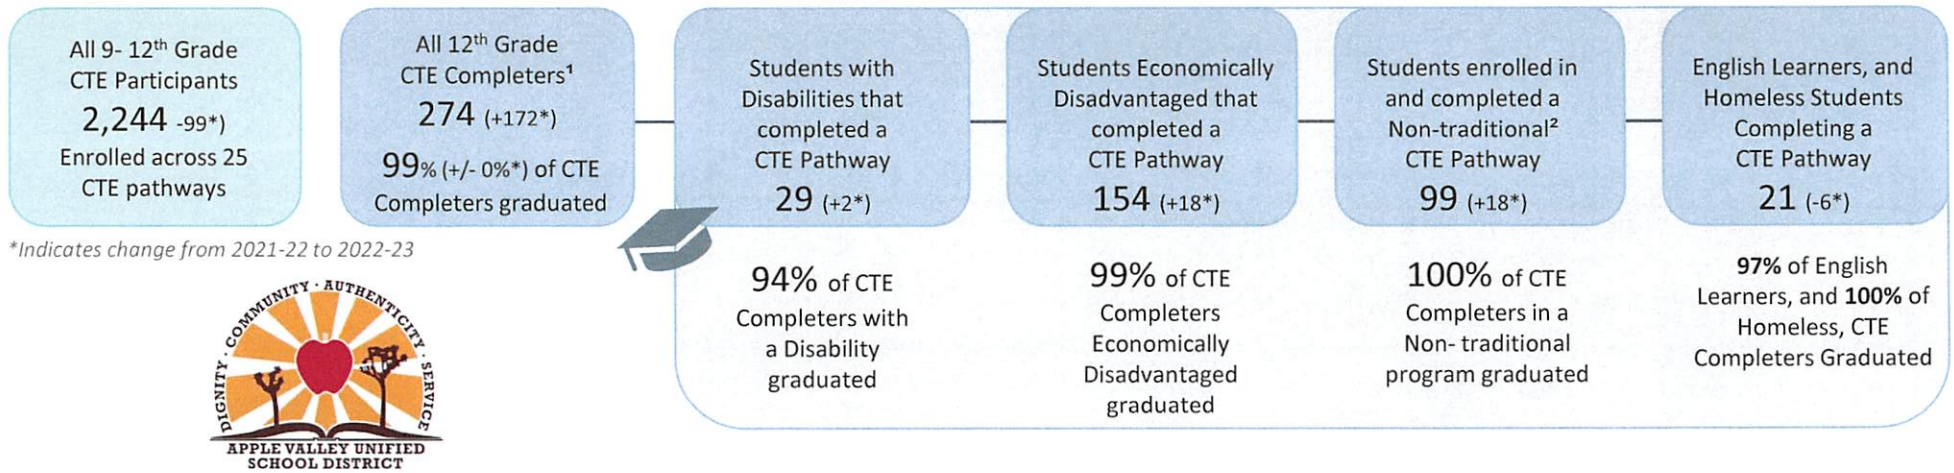 All 9- 12th Grade
CTE Participants
2,244 -99*)
Enrolled across 25
CTE pathways
All 12th Grade
CTE Completers¹
274 (+172*)
99% (+/- 0%*) of CTE
Completers graduated
Students with
Disabilities that
completed a
CTE Pathway
29 (+2*)
Students Economically
Disadvantaged that
completed a
CTE Pathway
154 (+18*)
Students enrolled in
and completed a
Non-traditional²
CTE Pathway
99 (+18*)
English Learners, and
Homeless Students
Completing a
CTE Pathway
21 (-6*)
*Indicates change from 2021-22 to 2022-23
94% of CTE
Completers with
a Disability
graduated
99% of CTE
Completers
Economically
Disadvantaged
graduated
100% of CTE
Completers in a
Non- traditional
program graduated
97% of English
Learners, and 100% of
Homeless, CTE
Completers Graduated
DIGNITY · COMMUNITY · AUTHENTICITY · SERVICE
APPLE VALLEY UNIFIED
SCHOOL DISTRICT